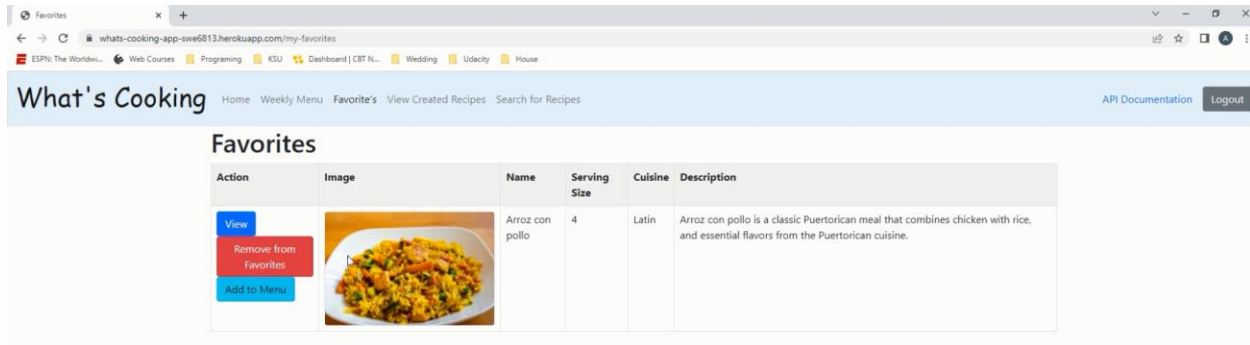 Favorites
whats-cooking-app-swe6813.herokuapp.com/my-favorites
ESPN: The Worldwi... Web Courses Programing KSU Dashboard | CBT N... Wedding Udacity House
What's Cooking Home Weekly Menu Favorite's View Created Recipes Search for Recipes API Documentation Logout
Favorites
Action Image Name Serving Size Cuisine Description
View
Remove from
Favorites
Add to Menu
Arroz con
pollo
4
Latin
Arroz con pollo is a classic Puertorican meal that combines chicken with rice,
and essential flavors from the Puertorican cuisine.